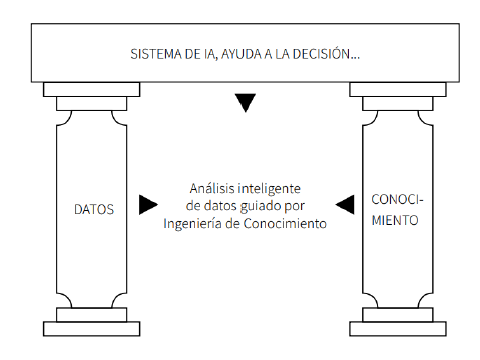 SISTEMA DE IA, AYUDA A LA DECISIÓN...
Análisis inteligente
de datos guiado por
Ingeniería de Conocimiento
DATOS
CONOCI-
MIENTO